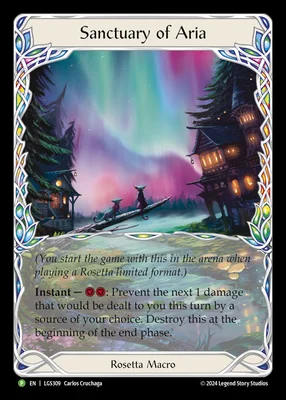 Sanctuary of Aria
(You start the game with this in the arena when
playing a Rosetta limited format.)
Instant — : Prevent the next 1 damage
that would be dealt to you this turn by a
source of your choice. Destroy this at the
beginning of the end phase.
Rosetta Macro
P EN | LGS309 Carlos Cruchaga ©2024 Legend Story Studios